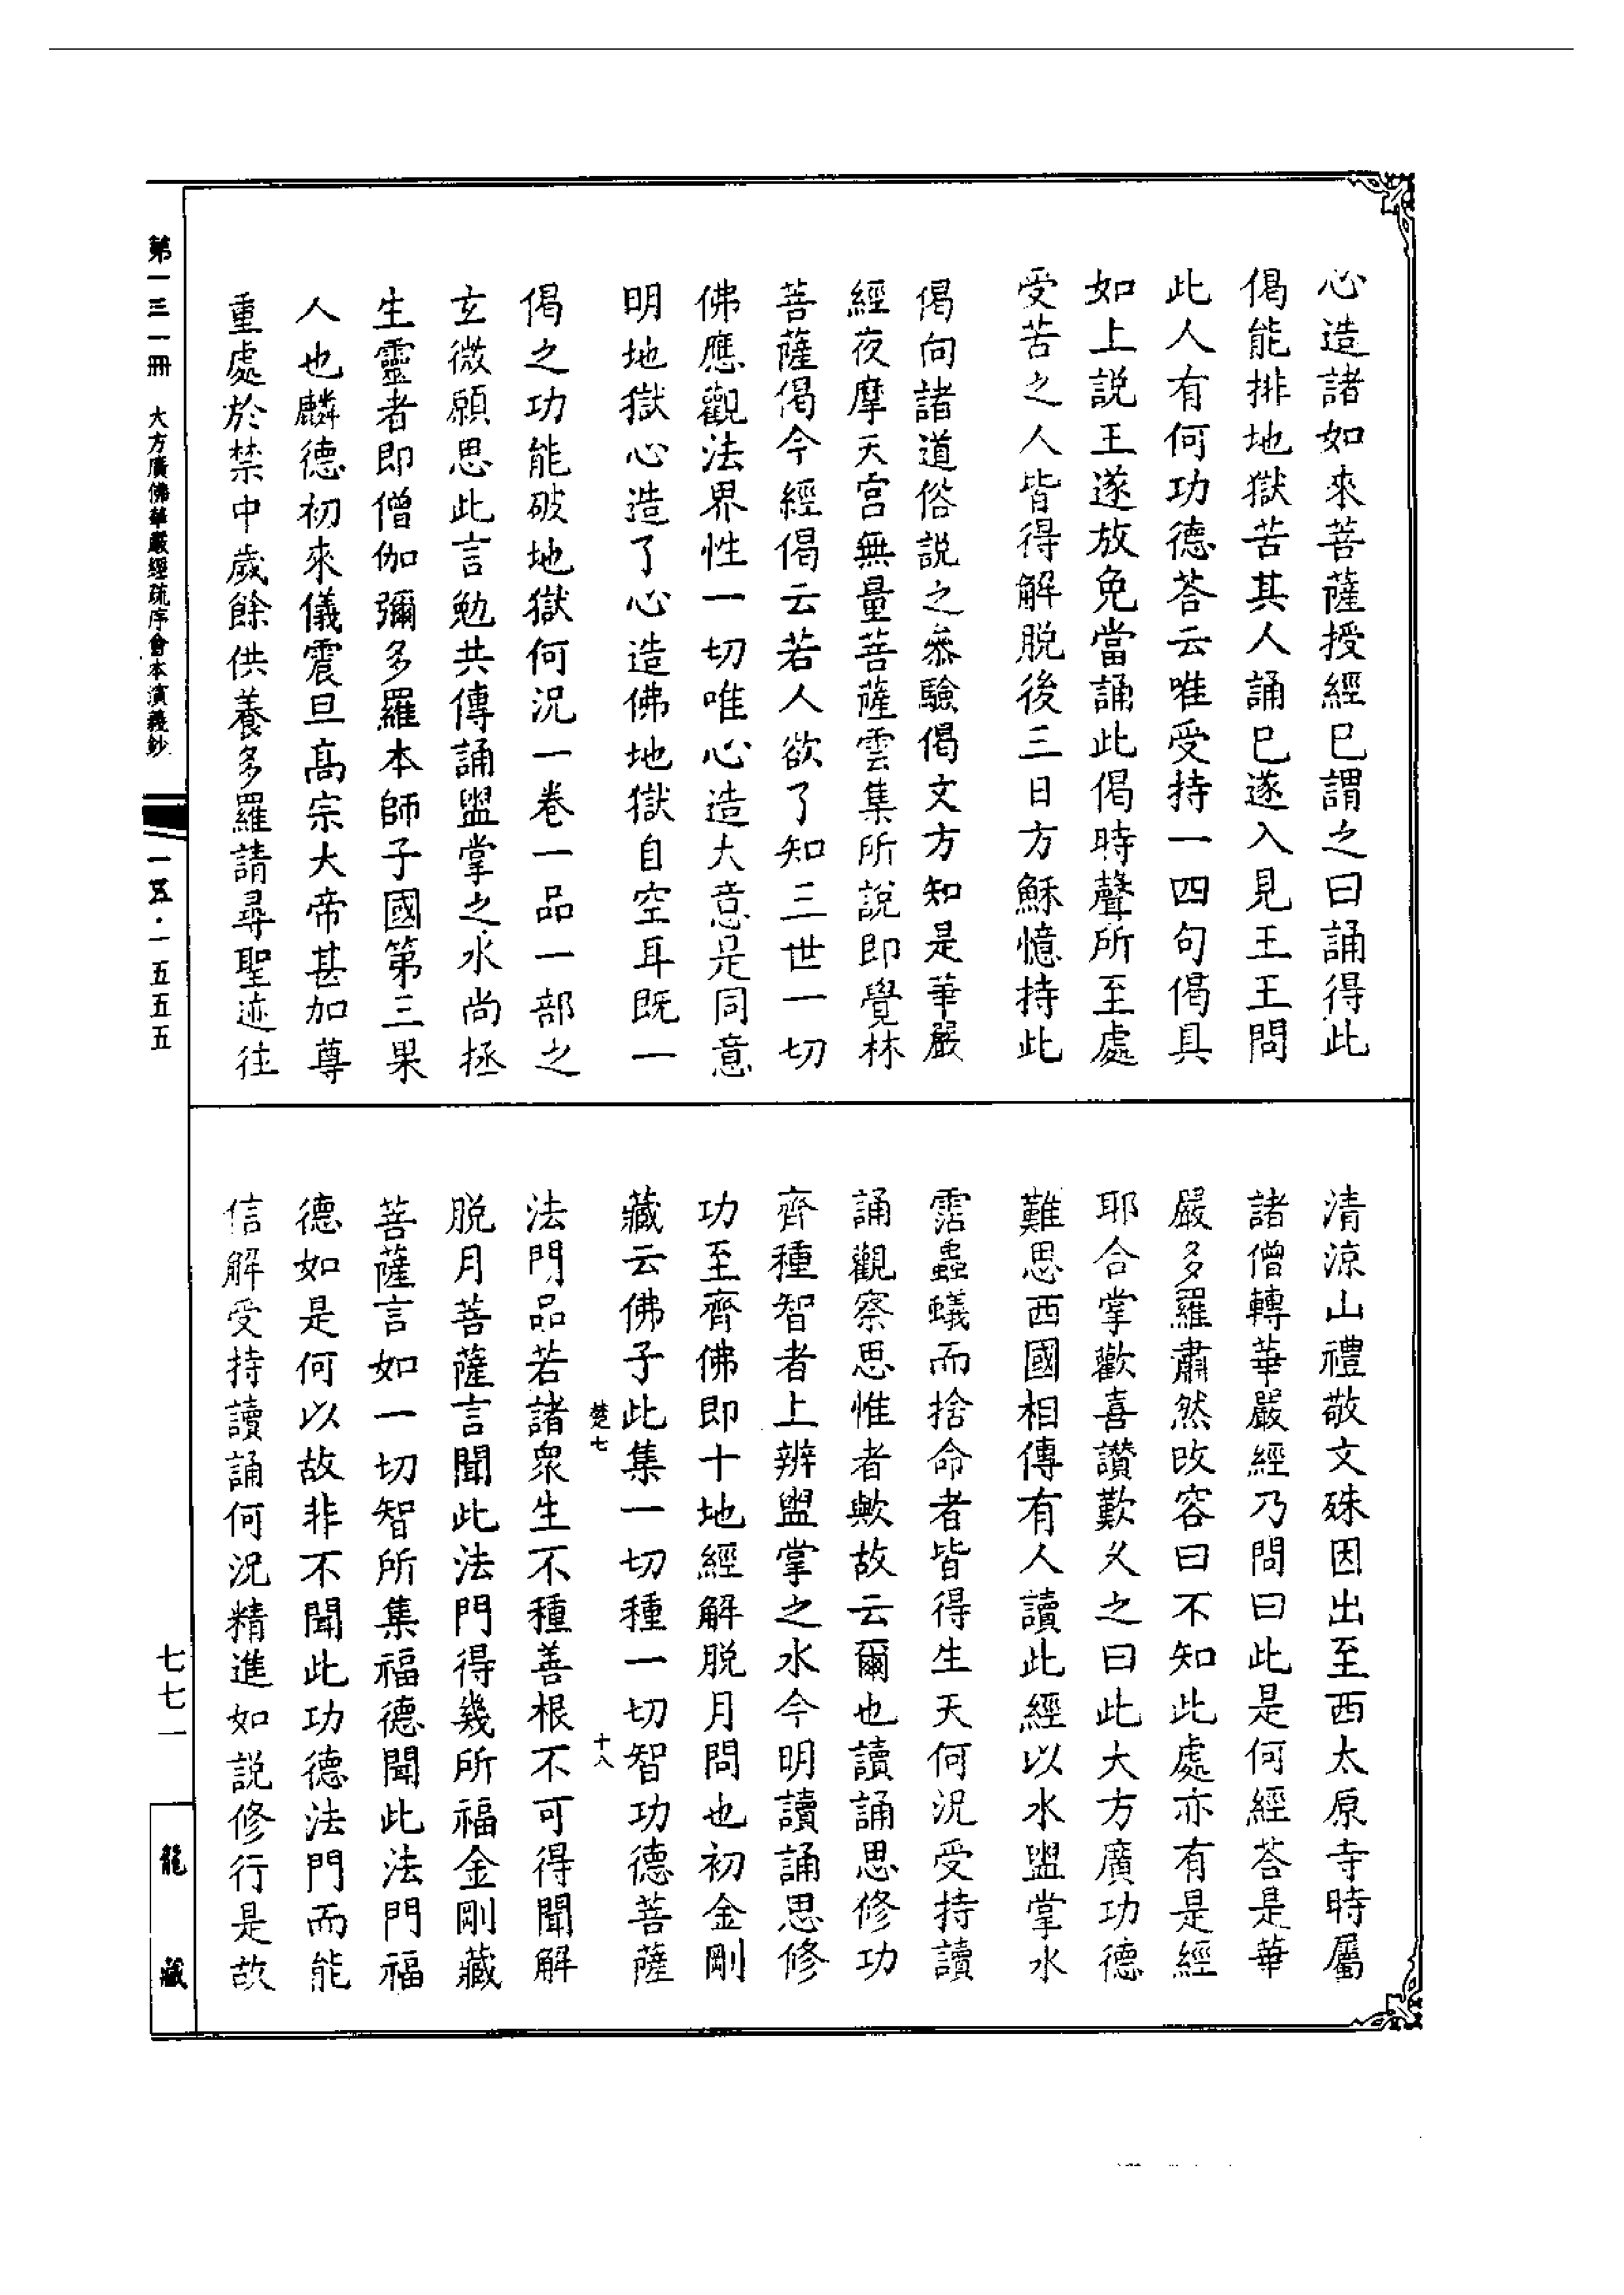 心造諸如來菩薩授經已謂之曰誦得此
偈能排地獄苦其人誦已遂入見王王問
此人有何功德荅云唯受持一四句偈具
如上說王遂放免當誦此偈時聲所至處
受苦之人皆得解脫後三日方穌憶持此
偈向諸道俗說之叅驗偈文方知是華嚴
經夜摩天宮無量菩薩雲集所說即覺林
菩薩偈今經偈云若人欲了知三世一切
佛應觀法界性一切唯心造大意是同意
明地獄心造了心造佛地獄自空耳既一
偈之功能破地獄何況一卷一品一部之
玄微願思此言勉共傳誦盥掌之水尚拯
生靈者即僧伽彌多羅本師子國第三果
人也麟德初來儀震旦高宗大帝甚加尊
重處於禁中歲餘供養多羅請尋聖迹往
清涼山禮敬文殊因出至西太原寺時屬
諸僧轉華嚴經乃問曰此是何經荅是華
嚴多羅肅然改容曰不知此處亦有是經
耶合掌歡喜讚歎久之曰此大方廣功德
難思西國相傳有人讀此經以水盥掌水
霑蟲蟻而捨命者皆得生天何況受持讀
誦觀察思惟者歟故云爾也讀誦思修功
齊種智者上辨盥掌之水今明讀誦思修
功至齊佛即十地經解脫月問也初金剛
藏云佛子此集一切種一切智功德菩薩
楚七 十八
法門品若諸眾生不種善根不可得聞解
脫月菩薩言聞此法門得幾所福金剛藏
菩薩言如一切智所集福德聞此法門福
德如是何以故非不聞此功德法門而能
信解受持讀誦何況精進如說修行是故
第一三一冊 大方廣佛華嚴經疏序會本演義鈔
一五五五
七七一
龍藏